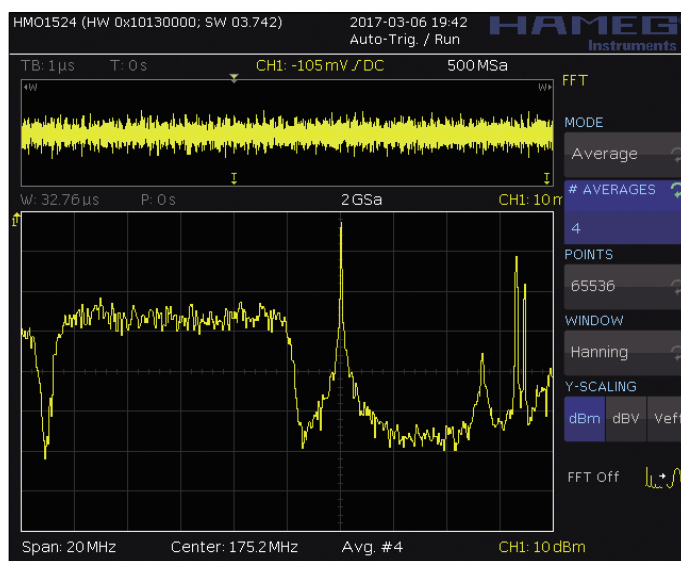 HMO1524 (HW 0x10130000; SW 03.742)
2017-03-06 19:42
Auto-Trig. / Run
HAMEG
Instruments
TB: 1µs T: 0s CH1: -105mV / DC 500MSa
FFT
MODE
Average
# AVERAGES
4
POINTS
65536
WINDOW
Hanning
Y-SCALING
dBm dBV Veff
FFT Off
W: 32.76µs P: 0s 2GSa CH1: 10
Span: 20MHz Center: 175.2MHz Avg. #4 CH1: 10dBm